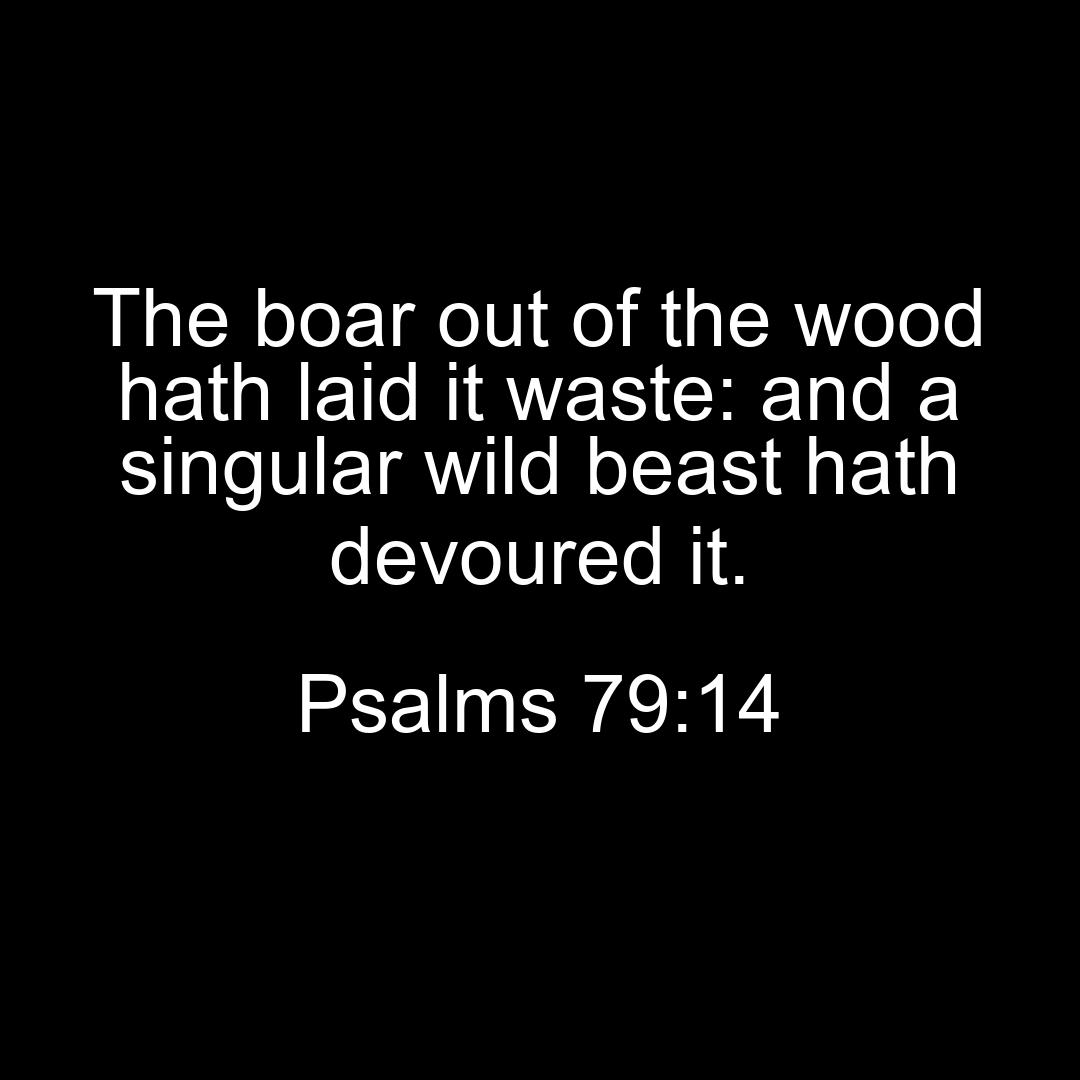 The boar out of the wood
hath laid it waste: and a
singular wild beast hath
devoured it.
Psalms 79:14